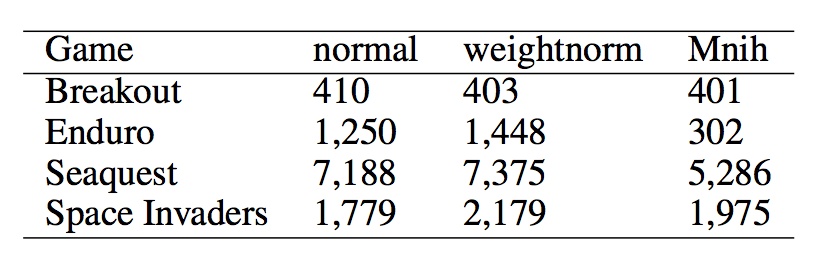 Game normal weightnorm Mnih
Breakout 410 403 401
Enduro 1,250 1,448 302
Seaquest 7,188 7,375 5,286
Space Invaders 1,779 2,179 1,975